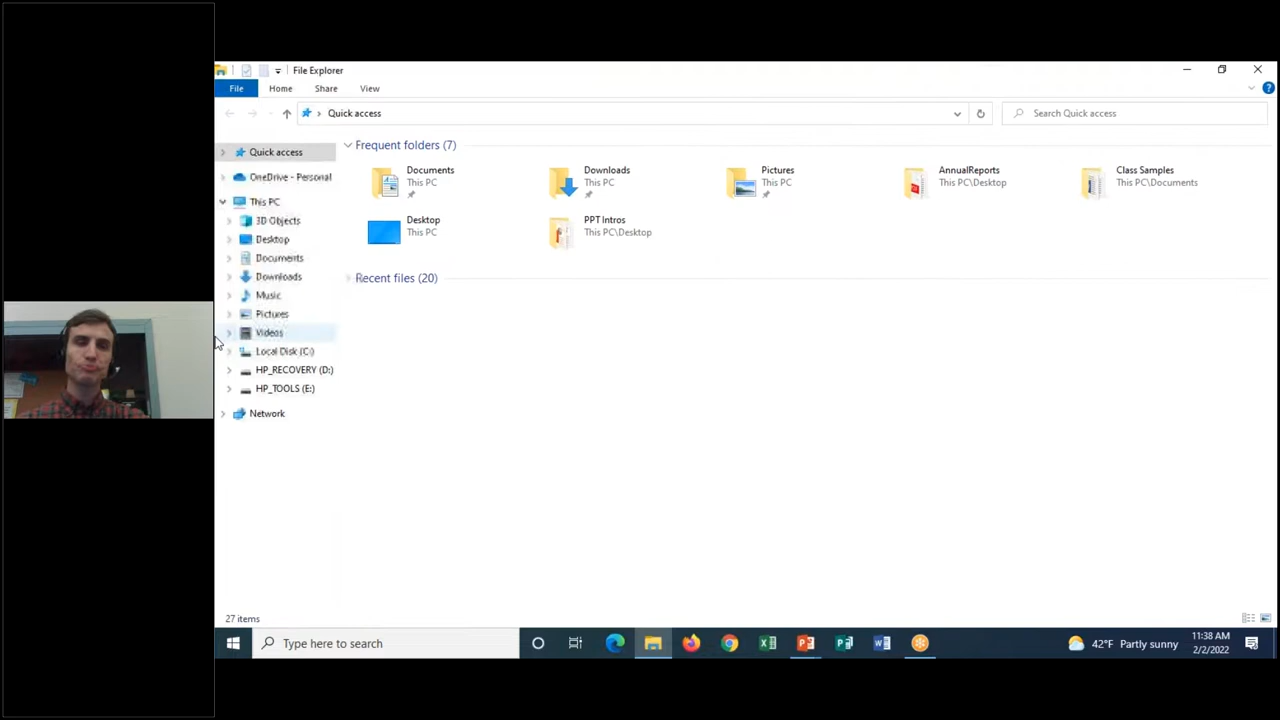 File Explorer
File Home Share View
Quick access Search Quick access
Quick access
OneDrive - Personal
This PC
3D Objects
Desktop
Documents
Downloads
Music
Pictures
Videos
Local Disk (C:)
HP_RECOVERY (D:)
HP_TOOLS (E:)
Network
Frequent folders (7)
Documents
This PC
Downloads
This PC
Pictures
This PC
AnnualReports
This PC\Desktop
Class Samples
This PC\Documents
Desktop
This PC
PPT Intros
This PC\Desktop
Recent files (20)
27 items
Type here to search
42°F Partly sunny
11:38 AM
2/2/2022